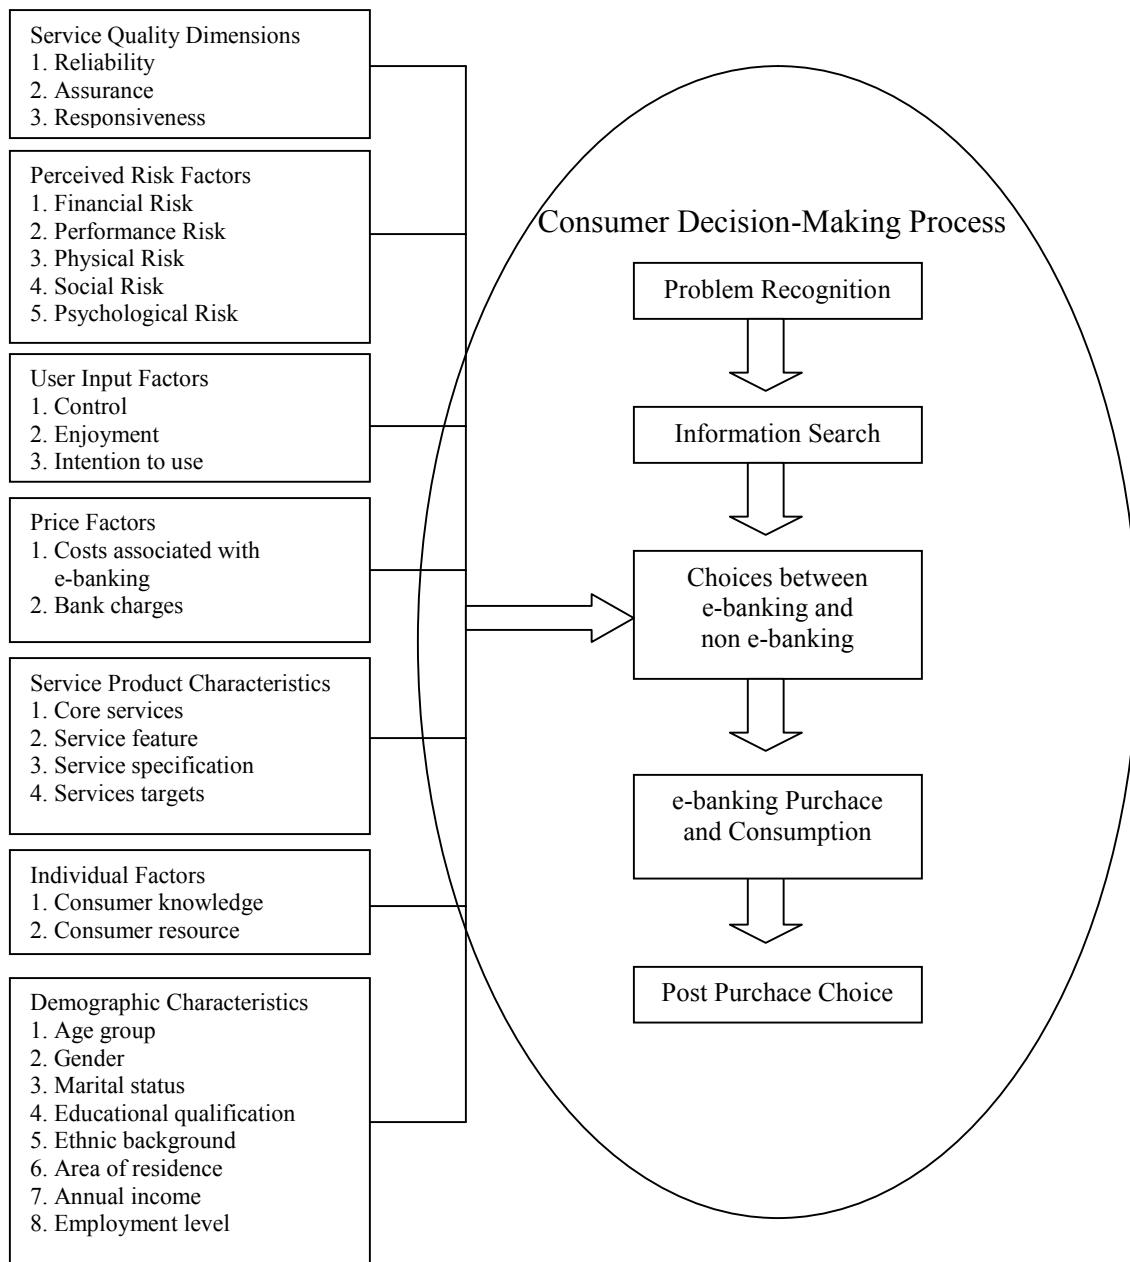 Service Quality Dimensions
1. Reliability
2. Assurance
3. Responsiveness
Perceived Risk Factors
1. Financial Risk
2. Performance Risk
3. Physical Risk
4. Social Risk
5. Psychological Risk
User Input Factors
1. Control
2. Enjoyment
3. Intention to use
Price Factors
1. Costs associated with
e-banking
2. Bank charges
Service Product Characteristics
1. Core services
2. Service feature
3. Service specification
4. Services targets
Individual Factors
1. Consumer knowledge
2. Consumer resource
Demographic Characteristics
1. Age group
2. Gender
3. Marital status
4. Educational qualification
5. Ethnic background
6. Area of residence
7. Annual income
8. Employment level
Consumer Decision-Making Process
Problem Recognition
Information Search
Choices between
e-banking and
non e-banking
e-banking Purchace
and Consumption
Post Purchace Choice